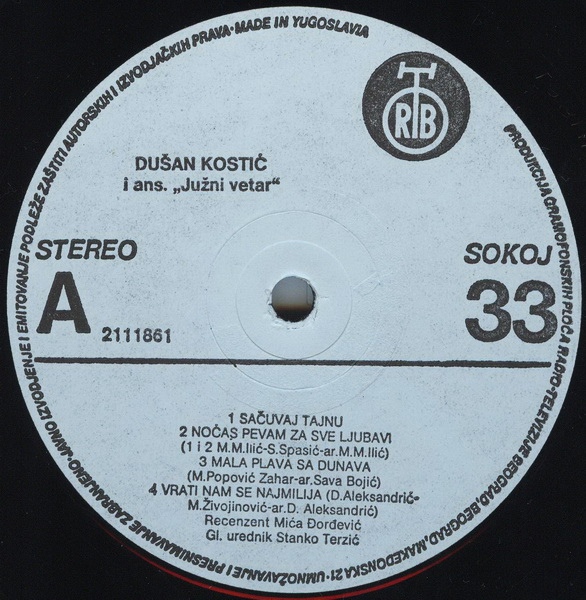 UMNOŽAVANJE I PRESNIMAVANJE ZABRANJENO·JAVNO IZVODJENJE I EMITOVANJE PODLEŽE ZAŠTITI AUTORSKIH I IZVODJAČKIH PRAVA·MADE IN YUGOSLAVIA
PRODUKCIJA GRAMOFONSKIH PLOČA RADIO-TELEVIZIJE BEOGRAD, BEOGRAD, MAKEDONSKA 21·
RTB
DUŠAN KOSTIĆ
i ans. „Južni vetar“
STEREO
SOKOJ
A
2111861
33
1 SAČUVAJ TAJNU
2 NOĆAS PEVAM ZA SVE LJUBAVI
(1 i 2 M.M.Ilić-S.Spasić-ar.M.M.Ilić)
3 MALA PLAVA SA DUNAVA
(M.Popović Zahar-ar.Sava Bojić)
4 VRATI NAM SE NAJMILIJA (D.Aleksandrić-
M.Živojinović-ar.D. Aleksandrić)
Recenzent Mića Đorđević
Gl. urednik Stanko Terzić